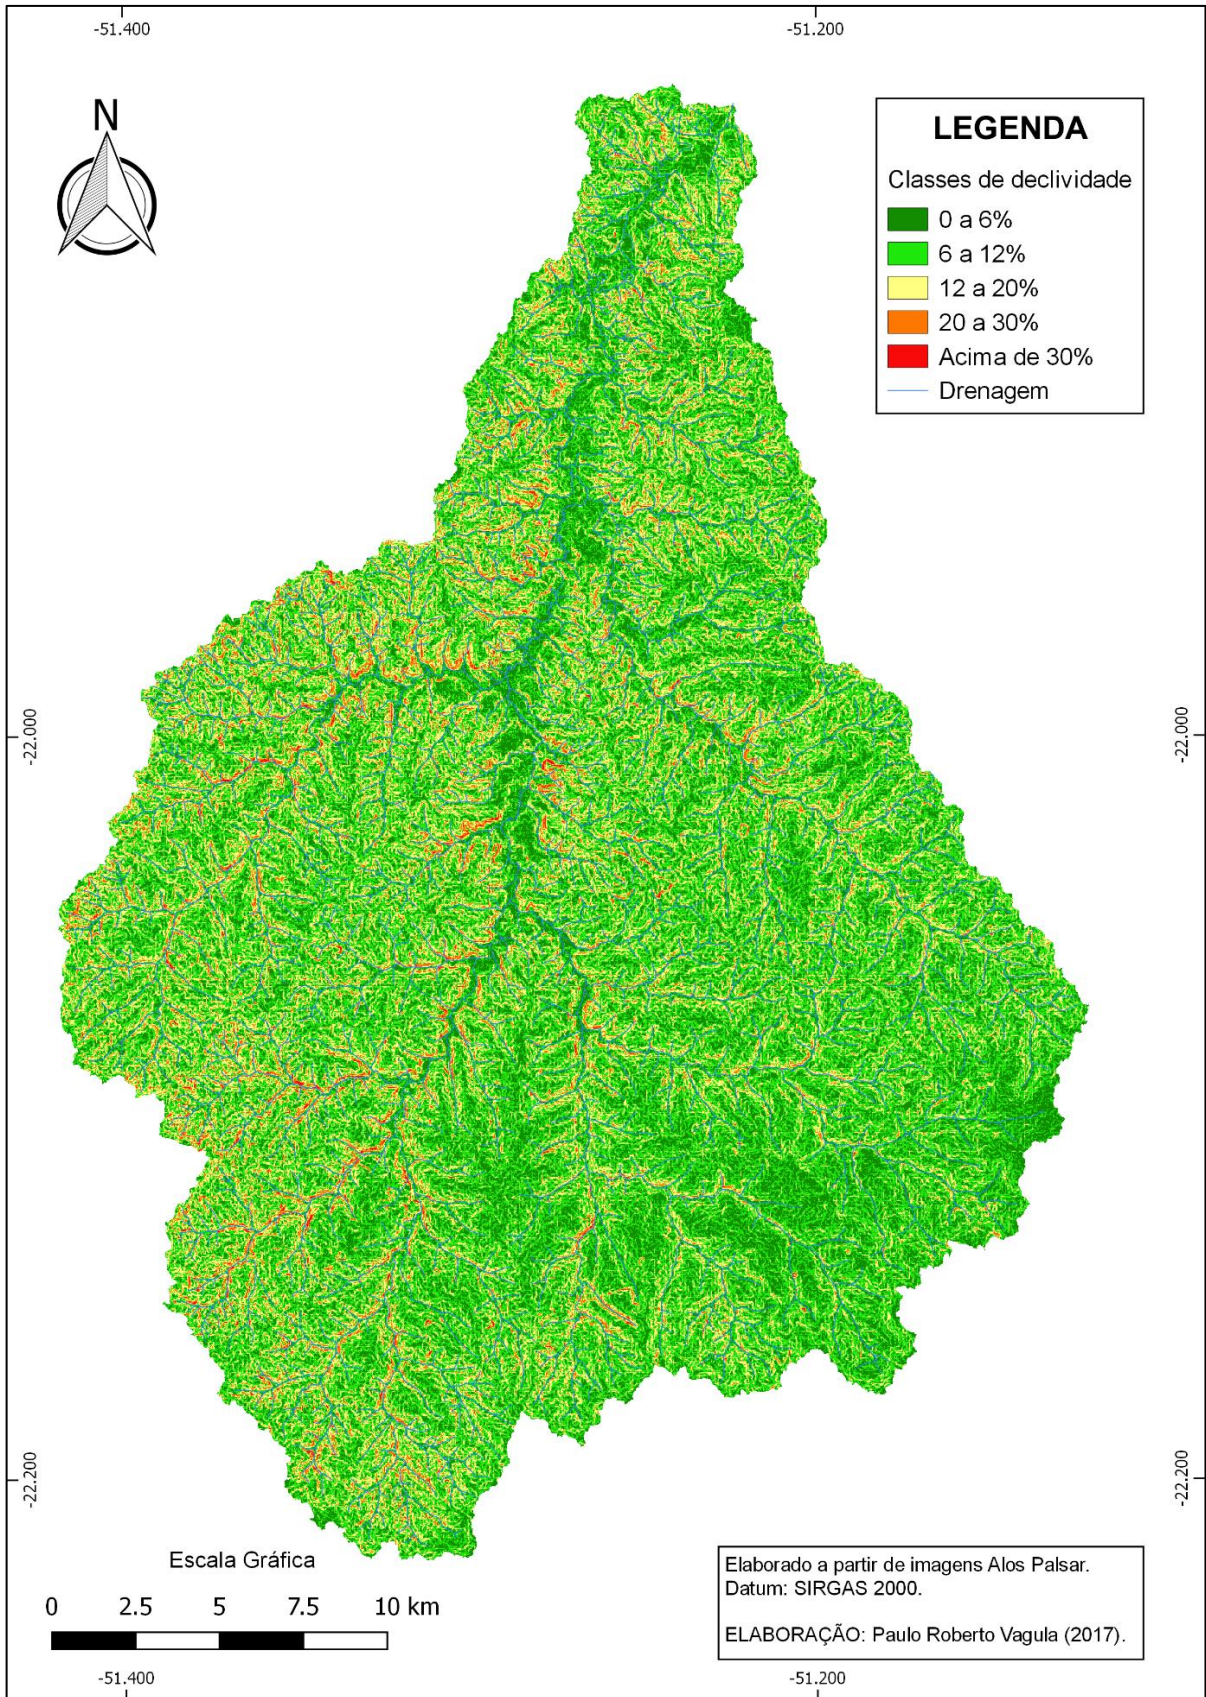 -51.400
-51.200
N
LEGENDA
Classes de declividade
0 a 6%
6 a 12%
12 a 20%
20 a 30%
Acima de 30%
Drenagem
-22.000
-22.000
-22.200
-22.200
Escala Gráfica
0 2.5 5 7.5 10 km
Elaborado a partir de imagens Alos Palsar.
Datum: SIRGAS 2000.
ELABORAÇÃO: Paulo Roberto Vagula (2017).
-51.400
-51.200